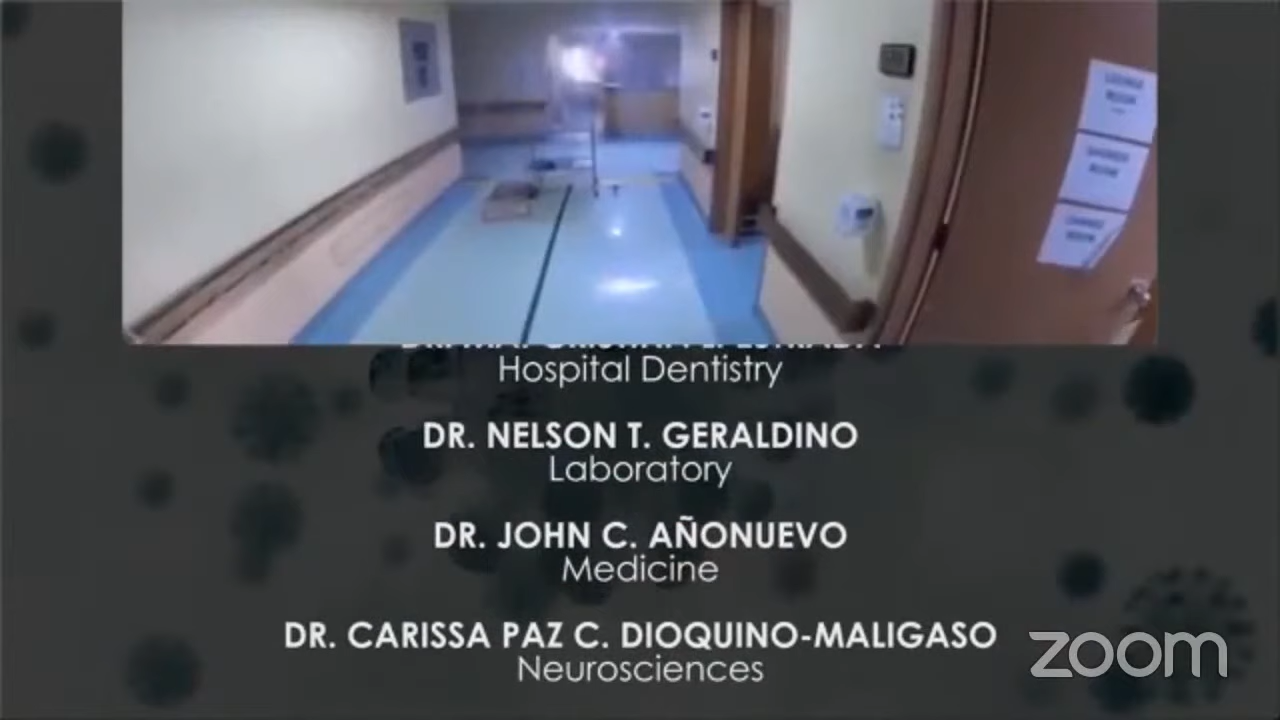 Hospital Dentistry
DR. NELSON T. GERALDINO
Laboratory
DR. JOHN C. AÑONUEVO
Medicine
DR. CARISSA PAZ C. DIOQUINO-MALIGASO
Neurosciences
zoom